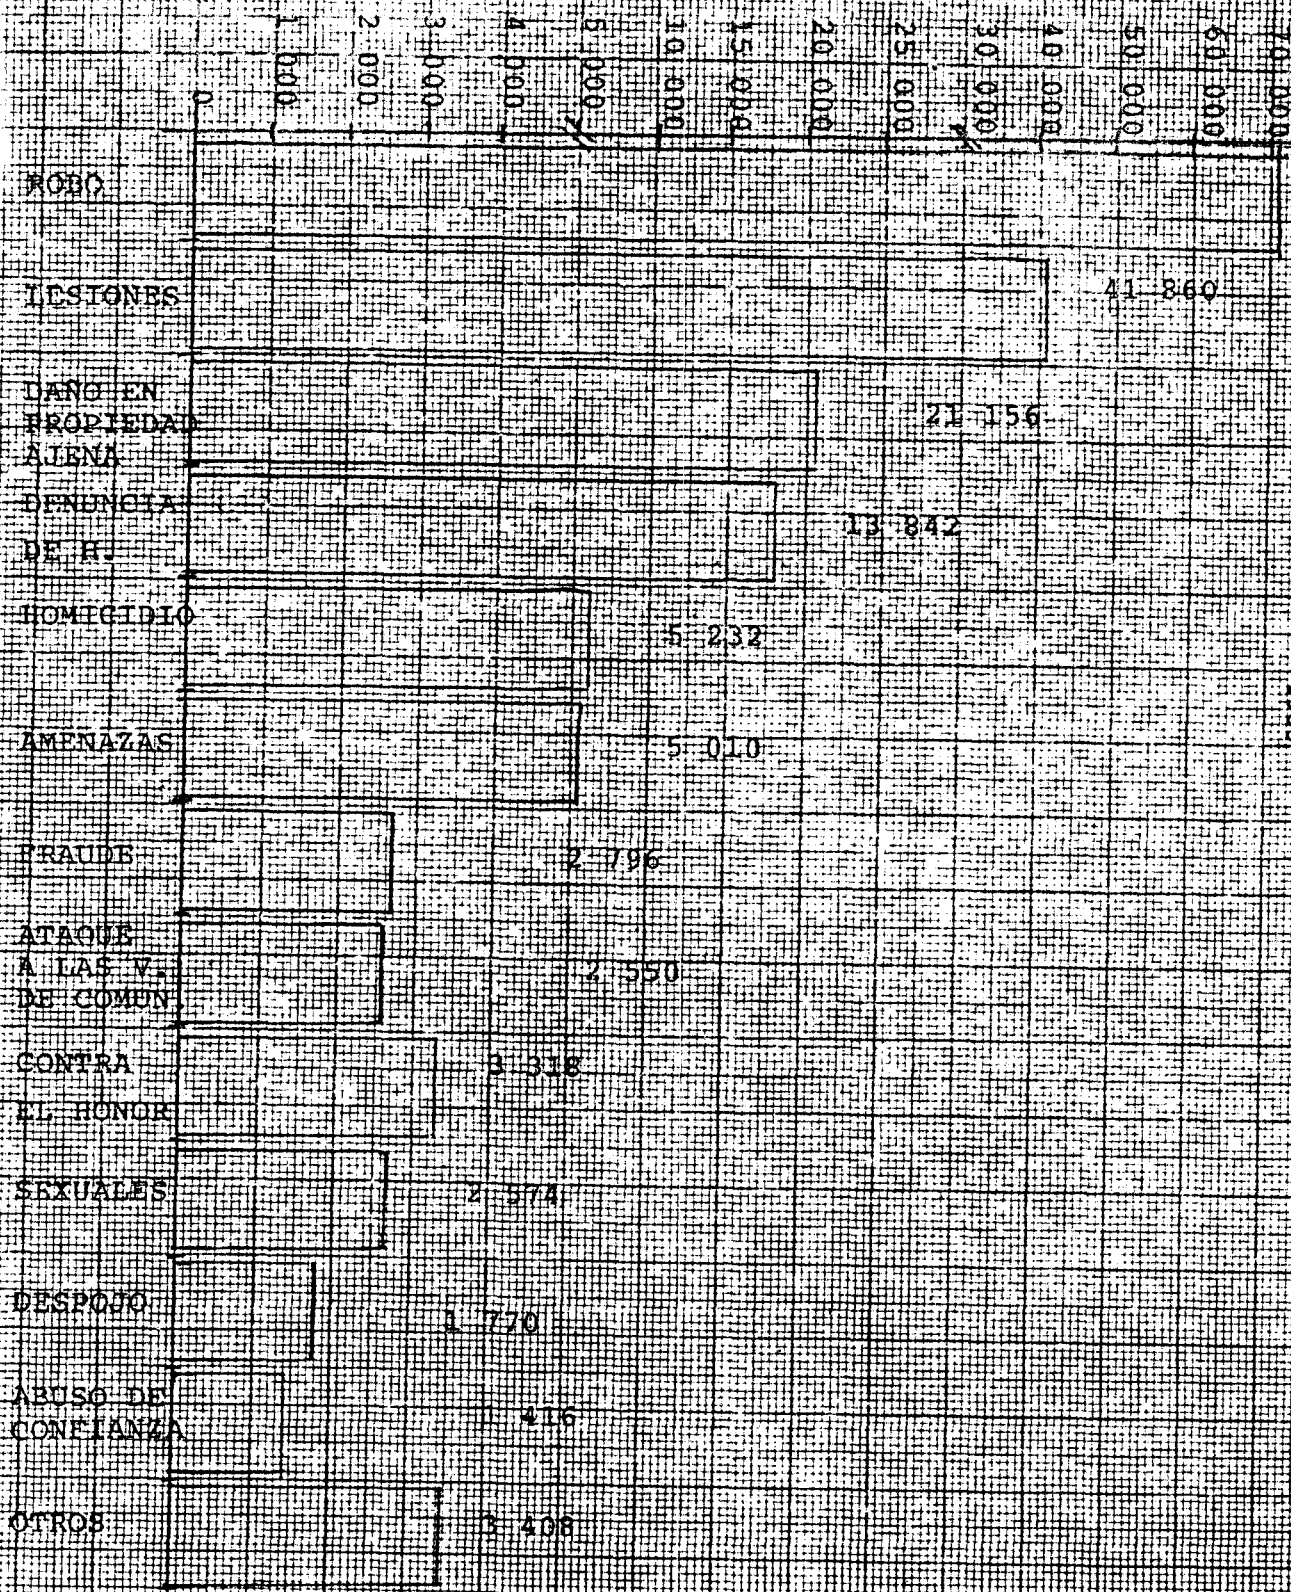 0
1 000
2 000
3 000
4 000
5 000
10 000
15 000
20 000
25 000
30 000
40 000
50 000
60 000
70 000
ROBO
LESIONES
41 860
DAÑO EN
PROPIEDAD
AJENA
21 156
DENUNCIA
DE H.
13 842
HOMICIDIO
5 232
AMENAZAS
5 010
FRAUDE
2 796
ATAQUE
A LAS V.
DE COMUN.
2 550
CONTRA
EL HONOR
3 318
SEXUALES
2 574
DESPOJO
1 770
ABUSO DE
CONFIANZA
1 416
OTROS
3 408